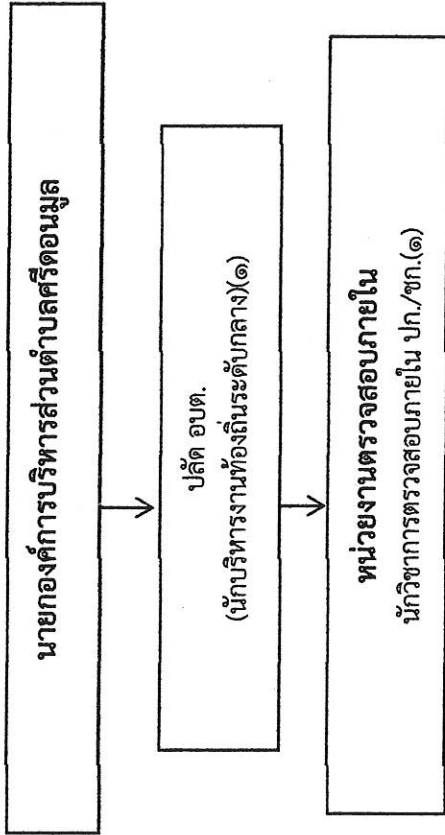 นายกองค์การบริหารส่วนตำบลศรีดอนมูล
ปลัด อบต.
(นักบริหารงานท้องถิ่นระดับกลาง)(๑)
หน่วยงานตรวจสอบภายใน
นักวิชาการตรวจสอบภายใน ปก./ชก.(๑)